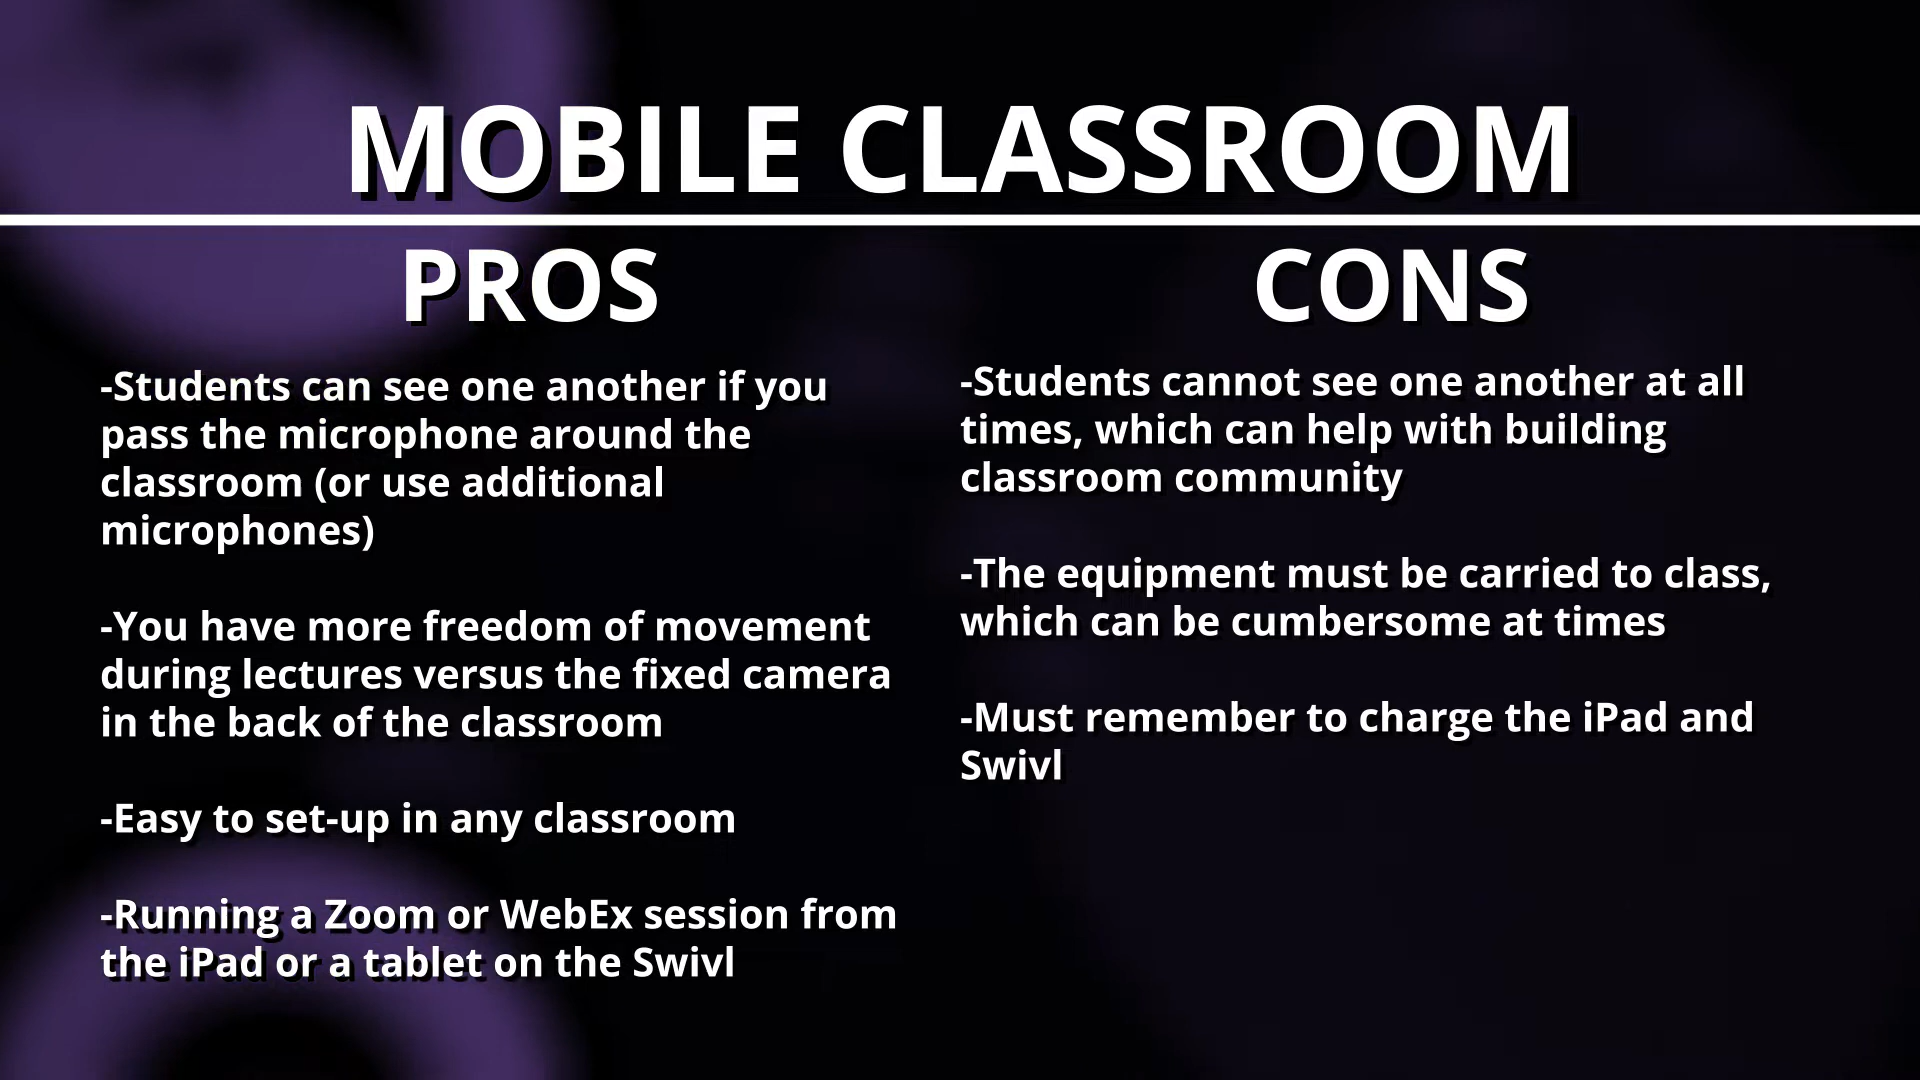 MOBILE CLASSROOM
PROS
-Students can see one another if you
pass the microphone around the
classroom (or use additional
microphones)
-You have more freedom of movement
during lectures versus the fixed camera
in the back of the classroom
-Easy to set-up in any classroom
-Running a Zoom or WebEx session from
the iPad or a tablet on the Swivl
CONS
-Students cannot see one another at all
times, which can help with building
classroom community
-The equipment must be carried to class,
which can be cumbersome at times
-Must remember to charge the iPad and
Swivl